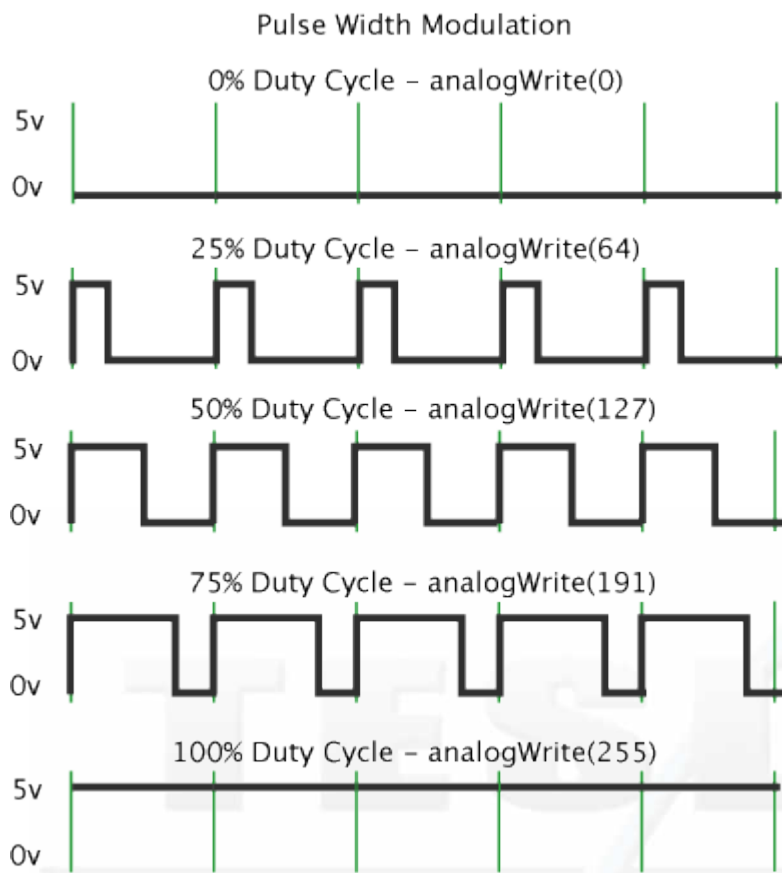 Pulse Width Modulation
0% Duty Cycle – analogWrite(0)
5v
0v
25% Duty Cycle – analogWrite(64)
5v
0v
50% Duty Cycle – analogWrite(127)
5v
0v
75% Duty Cycle – analogWrite(191)
5v
0v
100% Duty Cycle – analogWrite(255)
5v
0v